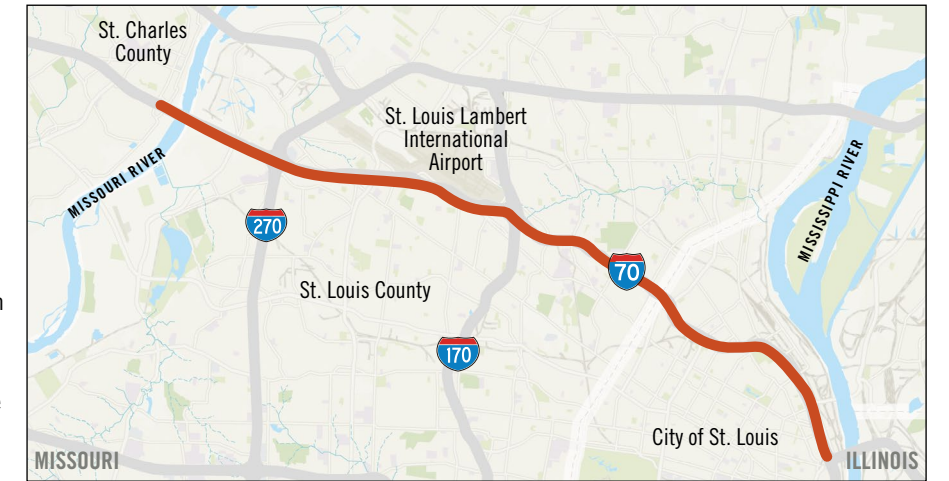 St. Charles
County
St. Louis Lambert
International
Airport
MISSOURI RIVER
MISSISSIPPI RIVER
270
70
St. Louis County
170
City of St. Louis
MISSOURI
ILLINOIS